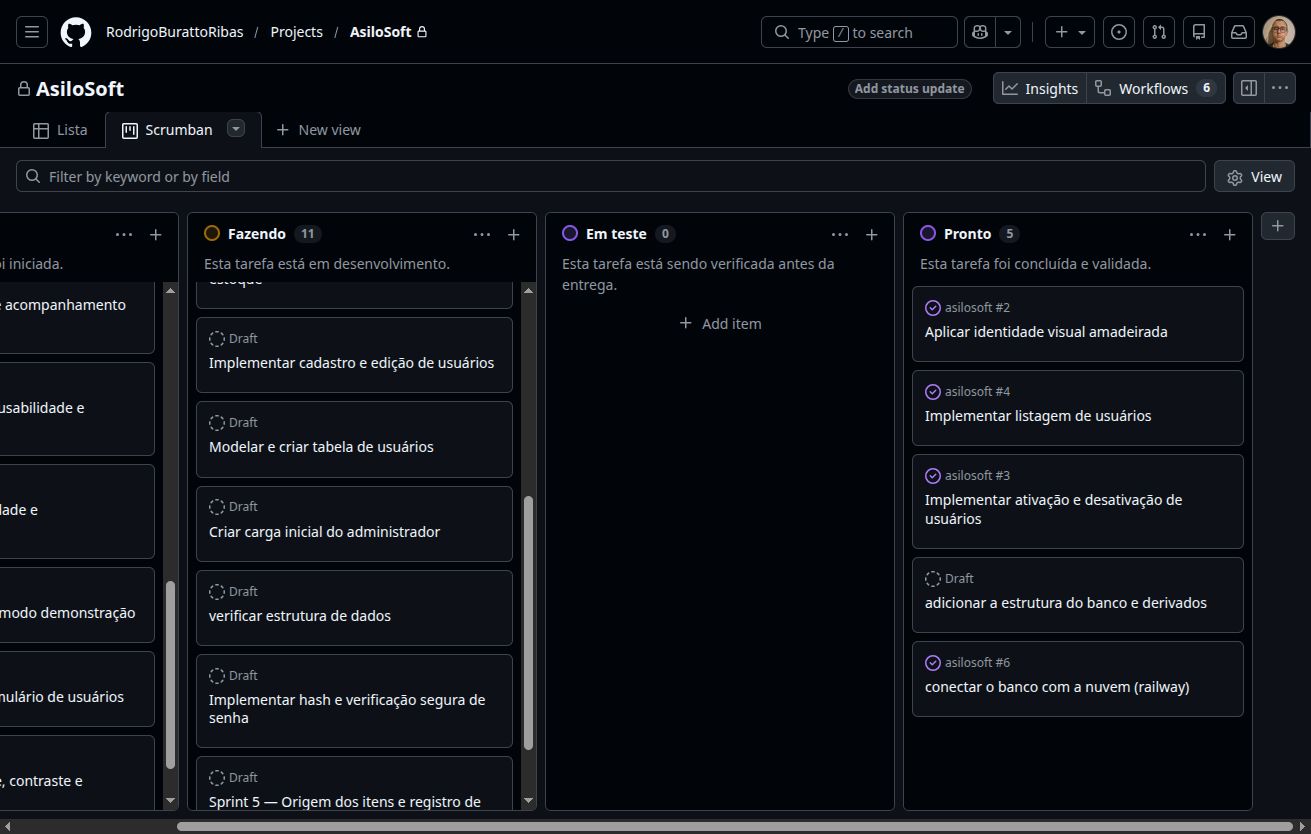 RodrigoBurattoRibas / Projects / AsiloSoft
Type / to search
AsiloSoft
Add status update
Insights
Workflows 6
Lista
Scrumban
New view
Filter by keyword or by field
View
oi iniciada.
e acompanhamento
usabilidade e
dade e
modo demonstração
mulário de usuários
e, contraste e
Fazendo 11
Esta tarefa está em desenvolvimento.
estoque
Draft
Implementar cadastro e edição de usuários
Draft
Modelar e criar tabela de usuários
Draft
Criar carga inicial do administrador
Draft
verificar estrutura de dados
Draft
Implementar hash e verificação segura de
senha
Draft
Sprint 5 — Origem dos itens e registro de
Em teste 0
Esta tarefa está sendo verificada antes da
entrega.
Add item
Pronto 5
Esta tarefa foi concluída e validada.
asilosoft #2
Aplicar identidade visual amadeirada
asilosoft #4
Implementar listagem de usuários
asilosoft #3
Implementar ativação e desativação de
usuários
Draft
adicionar a estrutura do banco e derivados
asilosoft #6
conectar o banco com a nuvem (railway)